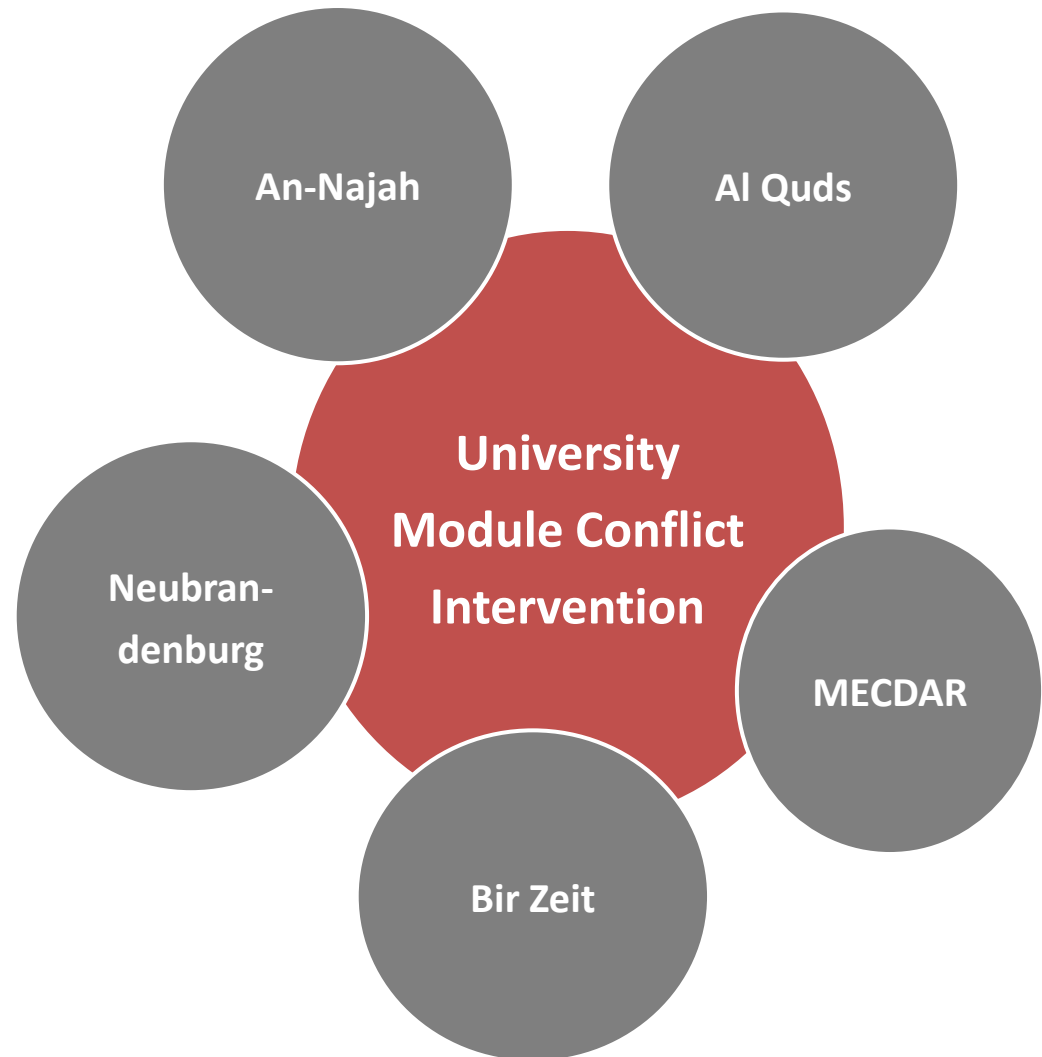 An-Najah
Al Quds
University
Module Conflict
Intervention
Neubran-
denburg
MECDAR
Bir Zeit